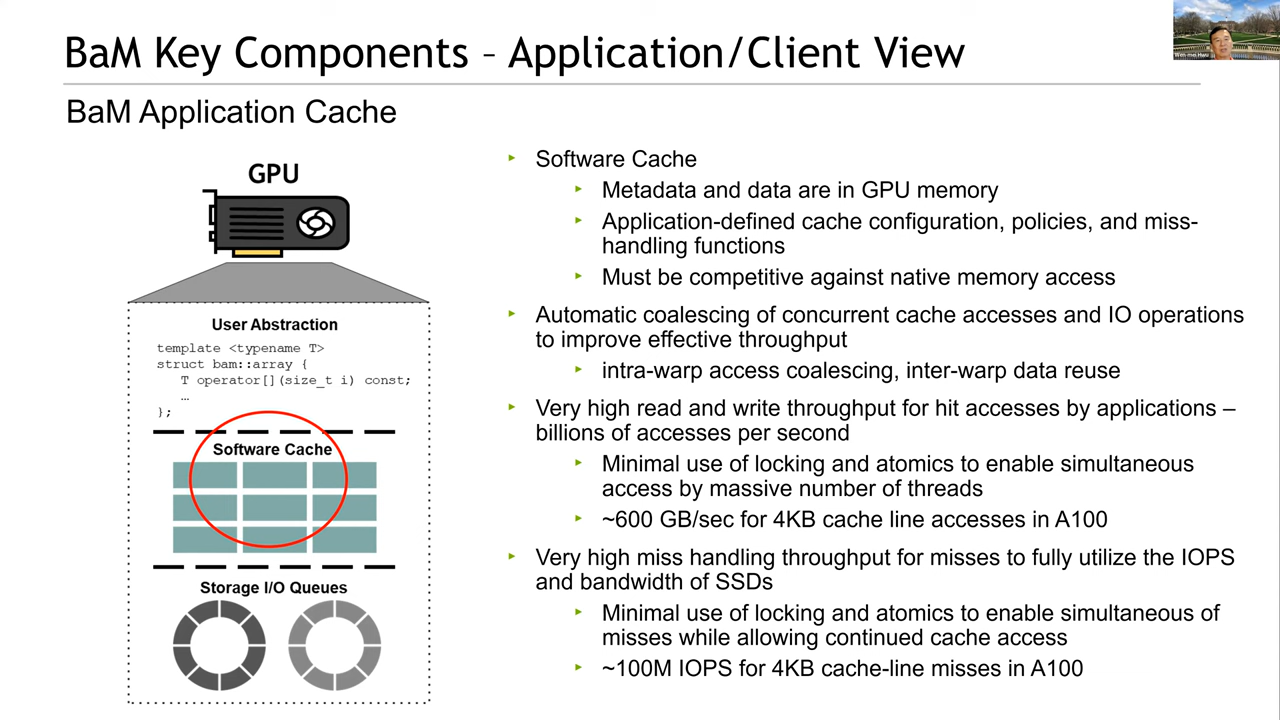 BaM Key Components – Application/Client View
Wen-mei Hwu
BaM Application Cache
GPU
User Abstraction
template <typename T>
struct bam::array {
T operator[](size_t i) const;
…
};
Software Cache
Storage I/O Queues
Software Cache
Metadata and data are in GPU memory
Application-defined cache configuration, policies, and miss-
handling functions
Must be competitive against native memory access
Automatic coalescing of concurrent cache accesses and IO operations
to improve effective throughput
intra-warp access coalescing, inter-warp data reuse
Very high read and write throughput for hit accesses by applications –
billions of accesses per second
Minimal use of locking and atomics to enable simultaneous
access by massive number of threads
~600 GB/sec for 4KB cache line accesses in A100
Very high miss handling throughput for misses to fully utilize the IOPS
and bandwidth of SSDs
Minimal use of locking and atomics to enable simultaneous of
misses while allowing continued cache access
~100M IOPS for 4KB cache-line misses in A100